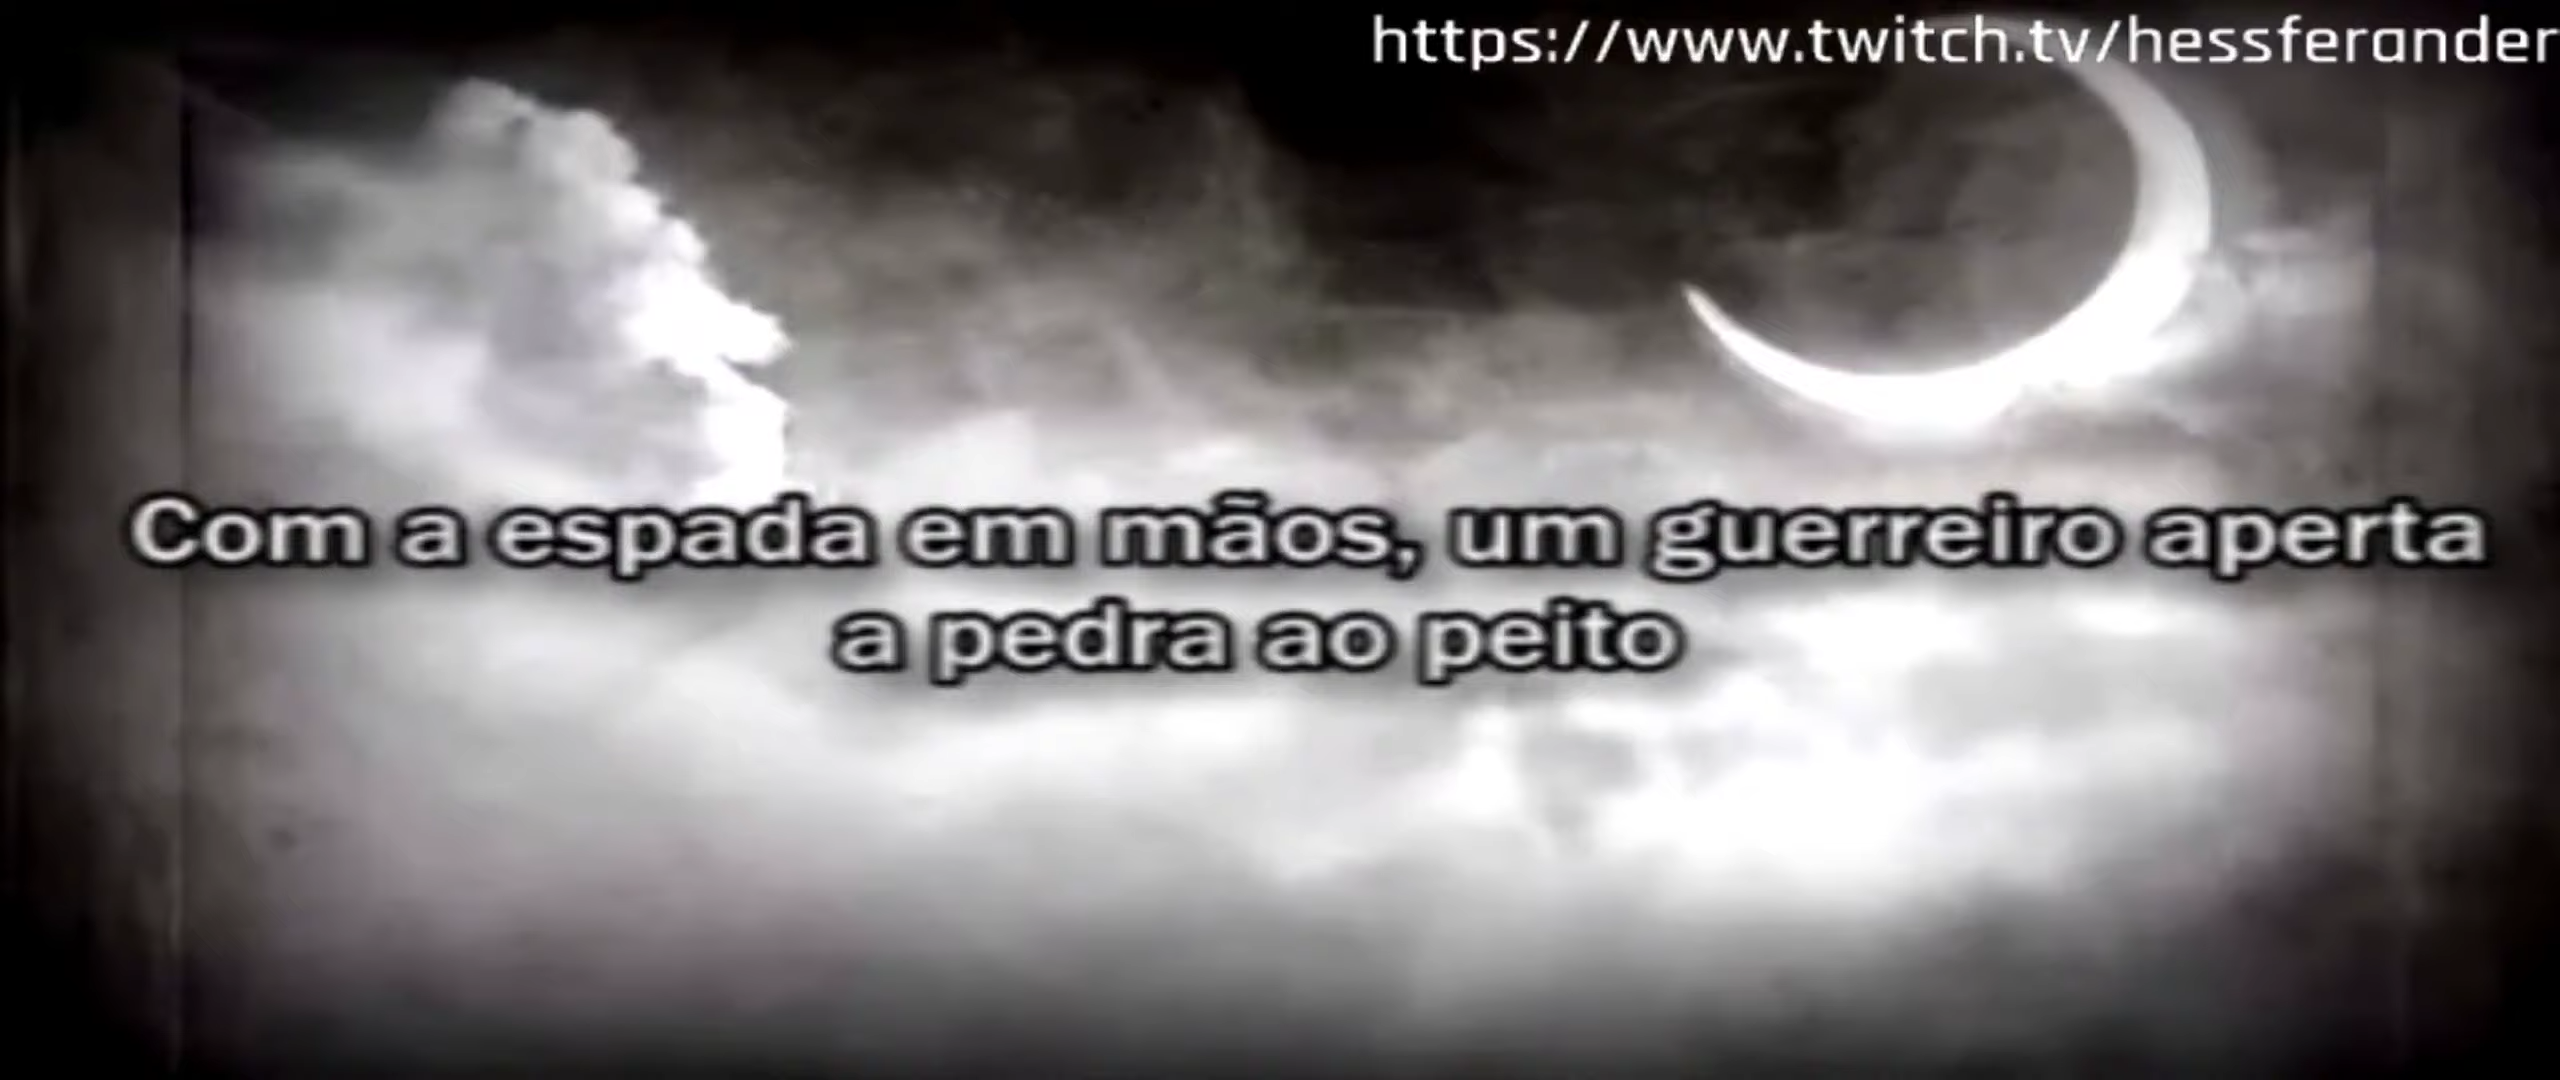 https://www.twitch.tv/hessferander
Com a espada em mãos, um guerreiro aperta
a pedra ao peito